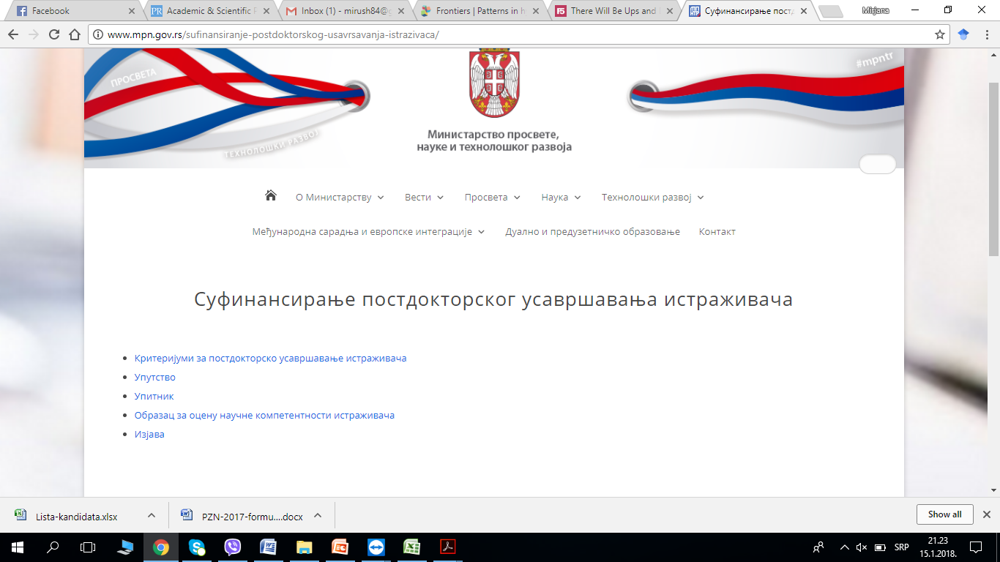 Facebook
Academic & Scientific P
Inbox (1) - mirush84@g
Frontiers | Patterns in h
There Will Be Ups and
Суфинансирање пост
Mirjana
www.mpn.gov.rs/sufinansiranje-postdoktorskog-usavrsavanja-istrazivaca/
ПРОСВЕТА
ТЕХНОЛОШКИ РАЗВОЈ
#mpntr
Министарство просвете,
науке и технолошког развоја
О Министарству
Вести
Просвета
Наука
Технолошки развој
Међународна сарадња и европске интеграције
Дуално и предузетничко образовање
Контакт
Суфинансирање постдокторског усавршавања истраживача
Критеријуми за постдокторско усавршавање истраживача
Упутство
Упитник
Образац за оцену научне компетентности истраживача
Изјава
Lista-kandidata.xlsx
PZN-2017-formu....docx
Show all
SRP
21.23
15.1.2018.